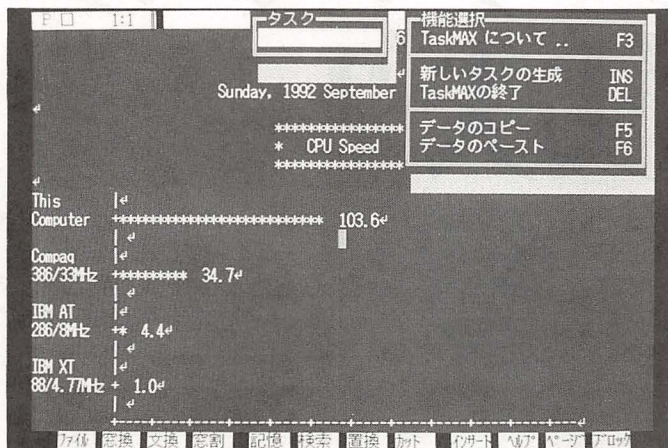 P 1:1 タスク 機能選択
6 TaskMAX について .. F3
新しいタスクの生成 INS
Sunday, 1992 September TaskMAXの終了 DEL
****************
* CPU Speed データのコピー F5
**************** データのペースト F6
This |
Computer +************************** 103.6
Compaq |
386/33MHz +********* 34.7
IBM AT |
286/8MHz +* 4.4
IBM XT |
88/4.77MHz + 1.0
ファイル 窓換 文換 窓割 記憶 検索 置換 カット インサート ヘルプ ページ ブロック